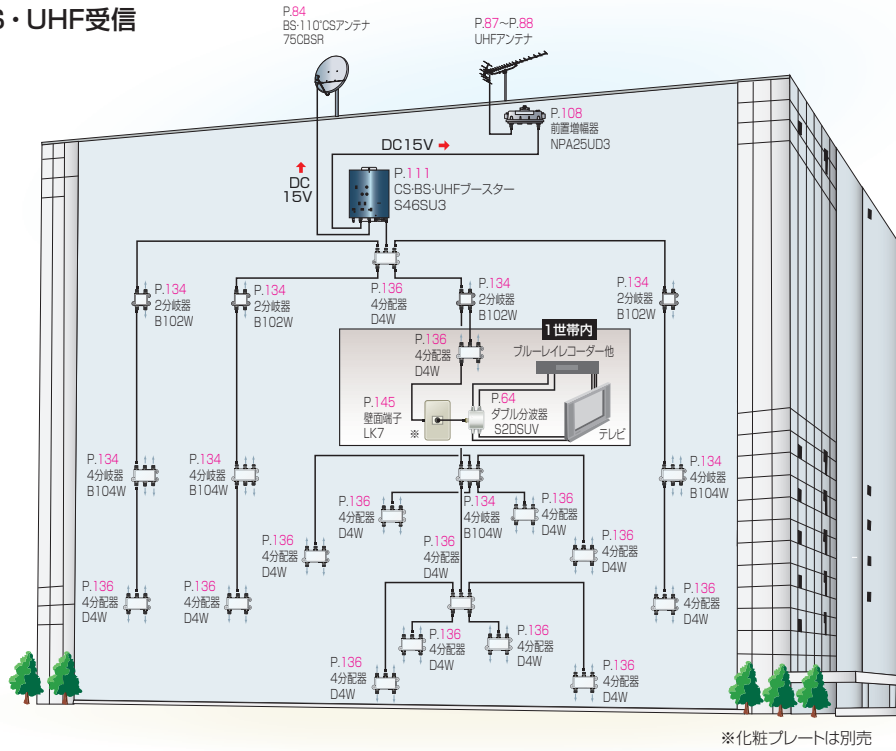 S・UHF受信
P.84
BS・110°CSアンテナ
75CBSR
P.87～P.88
UHFアンテナ
P.108
前置増幅器
NPA25UD3
DC15V
DC
15V
P.111
CS・BS・UHFブースター
S46SU3
P.134
2分岐器
B102W
P.134
2分岐器
B102W
P.136
4分配器
D4W
P.134
2分岐器
B102W
P.134
2分岐器
B102W
1世帯内
P.136
4分配器
D4W
ブルーレイレコーダー他
P.145
壁面端子
LK7
※
P.64
ダブル分波器
S2DSUV
テレビ
P.134
4分岐器
B104W
P.134
4分岐器
B104W
P.136
4分配器
D4W
P.134
4分岐器
B104W
P.136
4分配器
D4W
P.134
4分岐器
B104W
P.136
4分配器
D4W
P.136
4分配器
D4W
P.136
4分配器
D4W
P.136
4分配器
D4W
P.136
4分配器
D4W
P.136
4分配器
D4W
P.136
4分配器
D4W
P.136
4分配器
D4W
P.136
4分配器
D4W
P.136
4分配器
D4W
※化粧プレートは別売